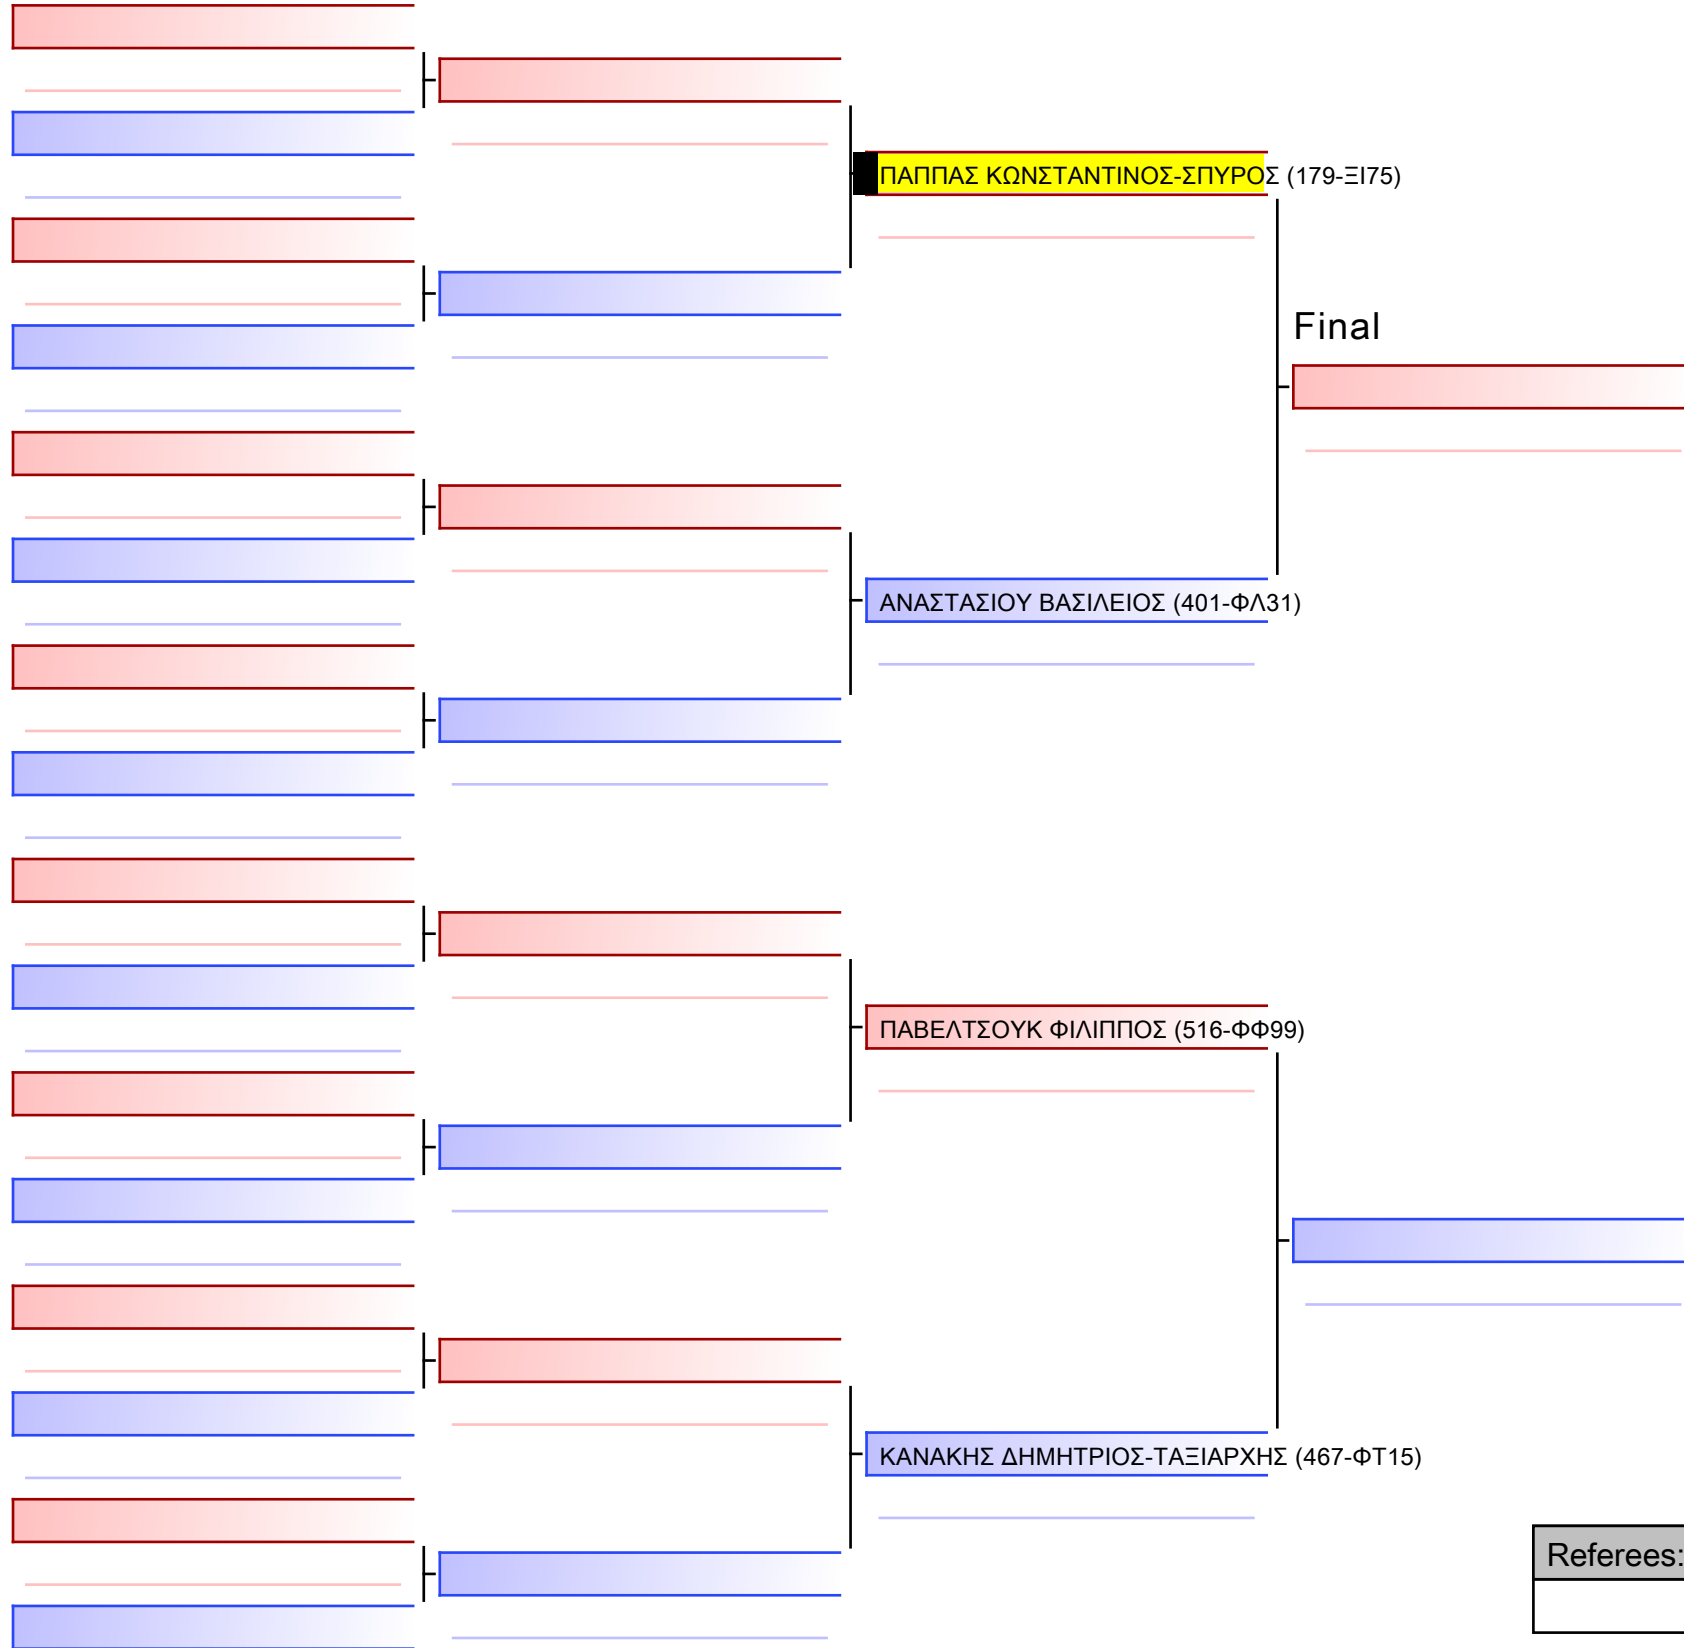 ΠΑΠΠΑΣ ΚΩΝΣΤΑΝΤΙΝΟΣ-ΣΠΥΡΟΣ (179-ΞΙ75)
Final
ΑΝΑΣΤΑΣΙΟΥ ΒΑΣΙΛΕΙΟΣ (401-ΦΛ31)
ΠΑΒΕΛΤΣΟΥΚ ΦΙΛΙΠΠΟΣ (516-ΦΦ99)
ΚΑΝΑΚΗΣ ΔΗΜΗΤΡΙΟΣ-ΤΑΞΙΑΡΧΗΣ (467-ΦΤ15)
Referees: